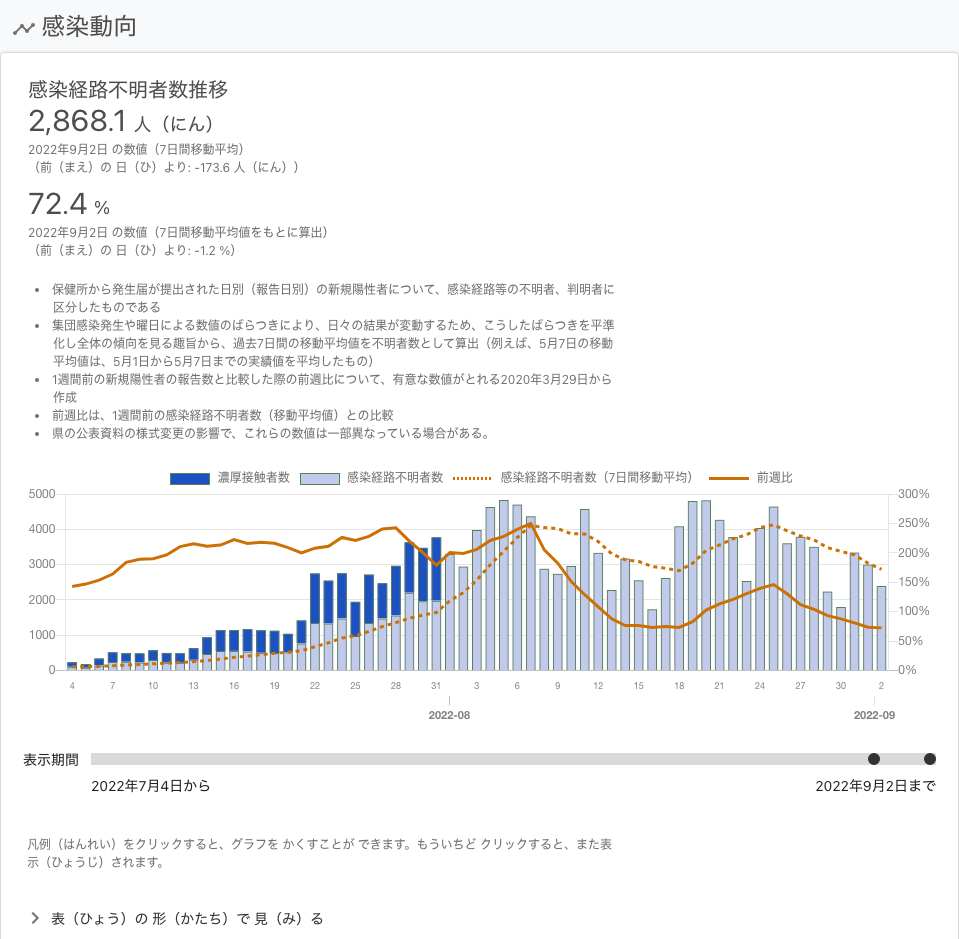 感染動向
感染経路不明者数推移
2,868.1 人（にん）
2022年9月2日 の数値（7日間移動平均）
（前（まえ）の 日（ひ）より: -173.6 人（にん））
72.4 %
2022年9月2日 の数値（7日間移動平均値をもとに算出）
（前（まえ）の 日（ひ）より: -1.2 %）
• 保健所から発生届が提出された日別（報告日別）の新規陽性者について、感染経路等の不明者、判明者に
区分したものである
• 集団感染発生や曜日による数値のばらつきにより、日々の結果が変動するため、こうしたばらつきを平準
化し全体の傾向を見る趣旨から、過去7日間の移動平均値を不明者数として算出（例えば、5月7日の移動
平均値は、5月1日から5月7日までの実績値を平均したもの）
• 1週間前の新規陽性者の報告数と比較した際の前週比について、有意な数値がとれる2020年3月29日から
作成
• 前週比は、1週間前の感染経路不明者数（移動平均値）との比較
• 県の公表資料の様式変更の影響で、これらの数値は一部異なっている場合がある。
濃厚接触者数 感染経路不明者数 感染経路不明者数（7日間移動平均） 前週比
5000 300%
250%
4000
200%
3000
150%
2000
100%
1000
50%
0 0%
4 7 10 13 16 19 22 25 28 31 3 6 9 12 15 18 21 24 27 30 2
2022-08 2022-09
表示期間
2022年7月4日から 2022年9月2日まで
凡例（はんれい）をクリックすると、グラフを かくすことが できます。もういちど クリックすると、また表
示（ひょうじ）されます。
表（ひょう）の 形（かたち）で 見（み）る